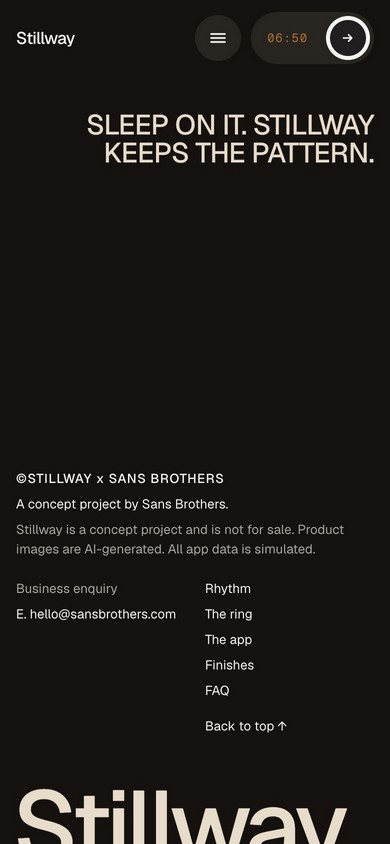 Stillway
06:50
SLEEP ON IT. STILLWAY
KEEPS THE PATTERN.
©STILLWAY x SANS BROTHERS
A concept project by Sans Brothers.
Stillway is a concept project and is not for sale. Product
images are AI-generated. All app data is simulated.
Business enquiry
E. hello@sansbrothers.com
Rhythm
The ring
The app
Finishes
FAQ
Back to top ↑
Stillway